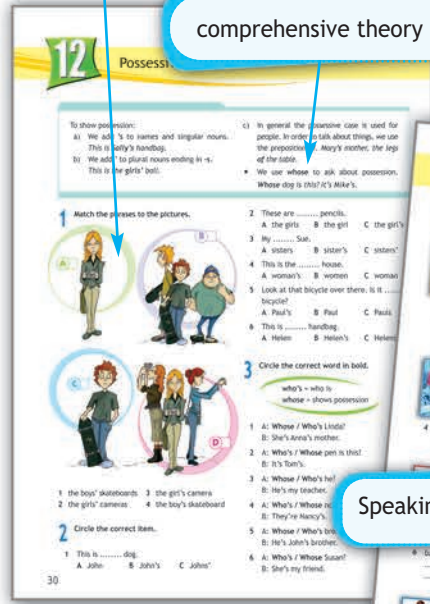 comprehensive theory
12
To show possession:
a) We add 's to names and singular nouns.
This is Sally's handbag.
b) We add ' to plural nouns ending in -s.
This is the girls' ball.
c) In general the possessive case is used for
people. In order to talk about things, we use
the preposition of. Mary's mother, the legs
of the table.
• We use whose to ask about possession.
Whose dog is this? It's Mike's.
1 Match the phrases to the pictures.
A
B
C
D
1 the boys' skateboards 3 the girl's camera
2 the girls' cameras 4 the boy's skateboard
2 Circle the correct item.
1 This is ........ dog.
A John B John's C Johns'
30
2 These are ........ pencils.
A the girls B the girl C the girl's
3 My ........ Sue.
A sisters B sister's C sisters'
4 This is the ........ house.
A woman's B women C woman
5 Look at that bicycle over there. Is it
bicycle?
A Paul's B Paul C Pauls
6 This is ........ handbag.
A Helen B Helen's C
3 Circle the correct word in bold.
who's = who is
whose = shows possession
1 A: Whose / Who's Linda?
B: She's Anna's mother.
2 A: Who's / Whose pen is this?
B: It's Tom's.
3 A: Whose / Who's he?
B: He's my teacher.
4 A: Who's / Whose
B: They're Nancy's.
5 A: Whose / Who's
B: He's John's brother.
6 A: Who's / Whose Susan?
B: She's my friend.
4
6